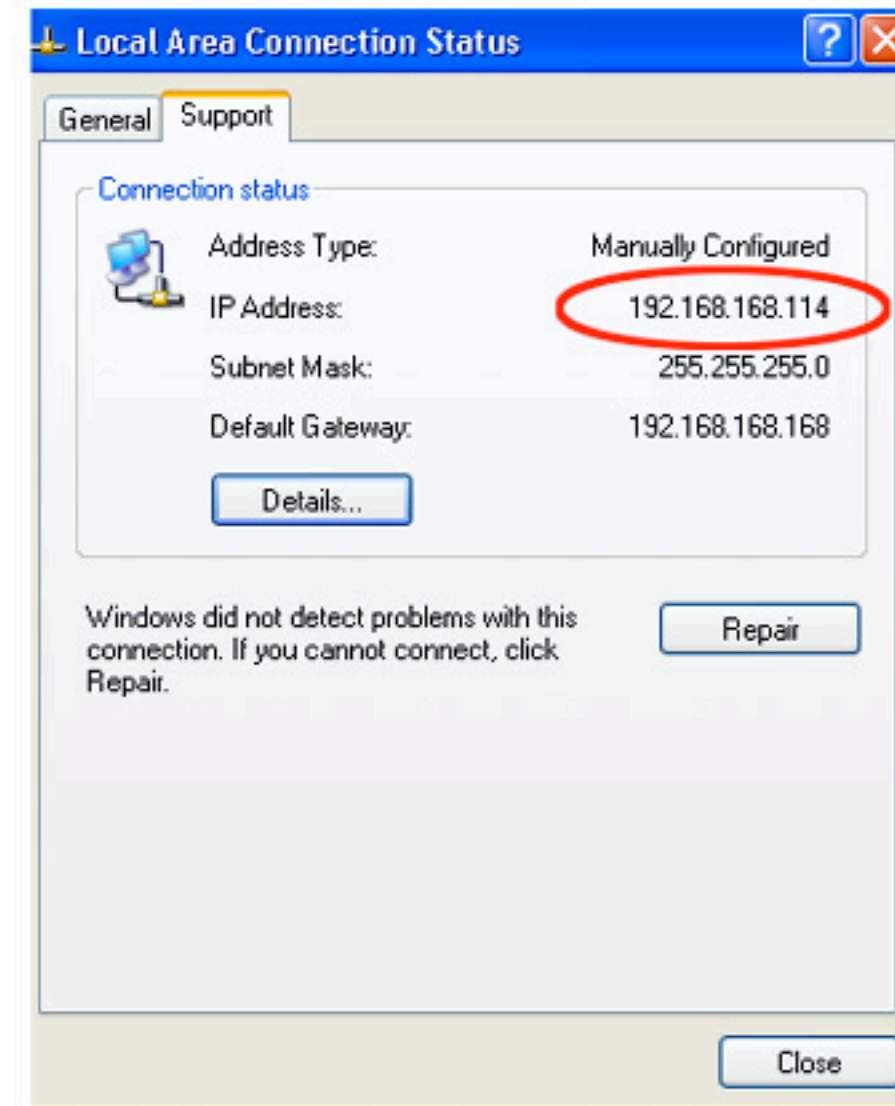 Local Area Connection Status
General Support
Connection status
Address Type: Manually Configured
IP Address: 192.168.168.114
Subnet Mask: 255.255.255.0
Default Gateway: 192.168.168.168
Details...
Windows did not detect problems with this
connection. If you cannot connect, click
Repair.
Repair
Close